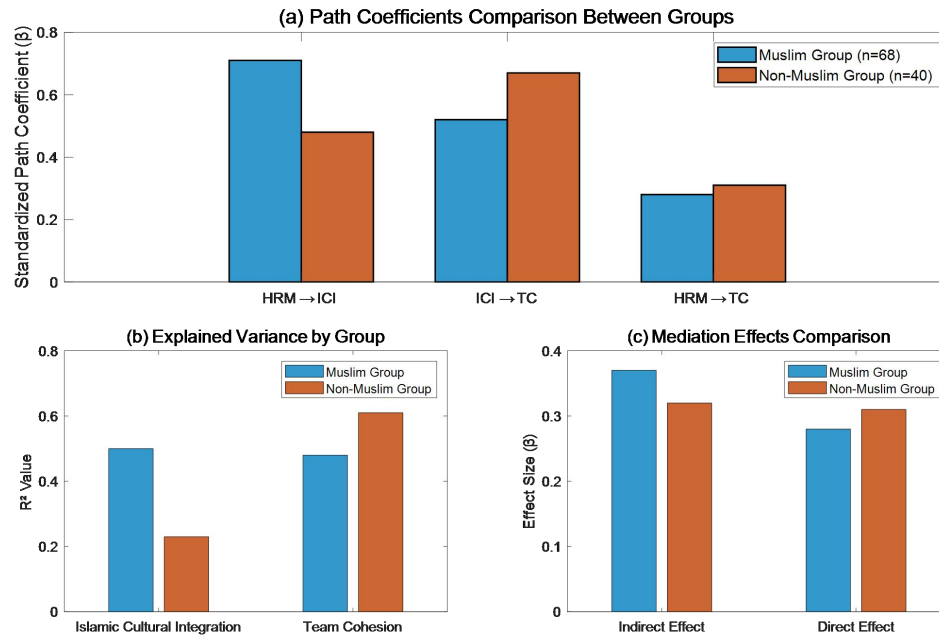 (a) Path Coefficients Comparison Between Groups
Standardized Path Coefficient (β)
0.8
0.6
0.4
0.2
0
Muslim Group (n=68)
Non-Muslim Group (n=40)
HRM→ICI
ICI→TC
HRM→TC
(b) Explained Variance by Group
R² Value
0.8
0.6
0.4
0.2
0
Muslim Group
Non-Muslim Group
Islamic Cultural Integration
Team Cohesion
(c) Mediation Effects Comparison
Effect Size (β)
0.4
0.3
0.2
0.1
0
Muslim Group
Non-Muslim Group
Indirect Effect
Direct Effect